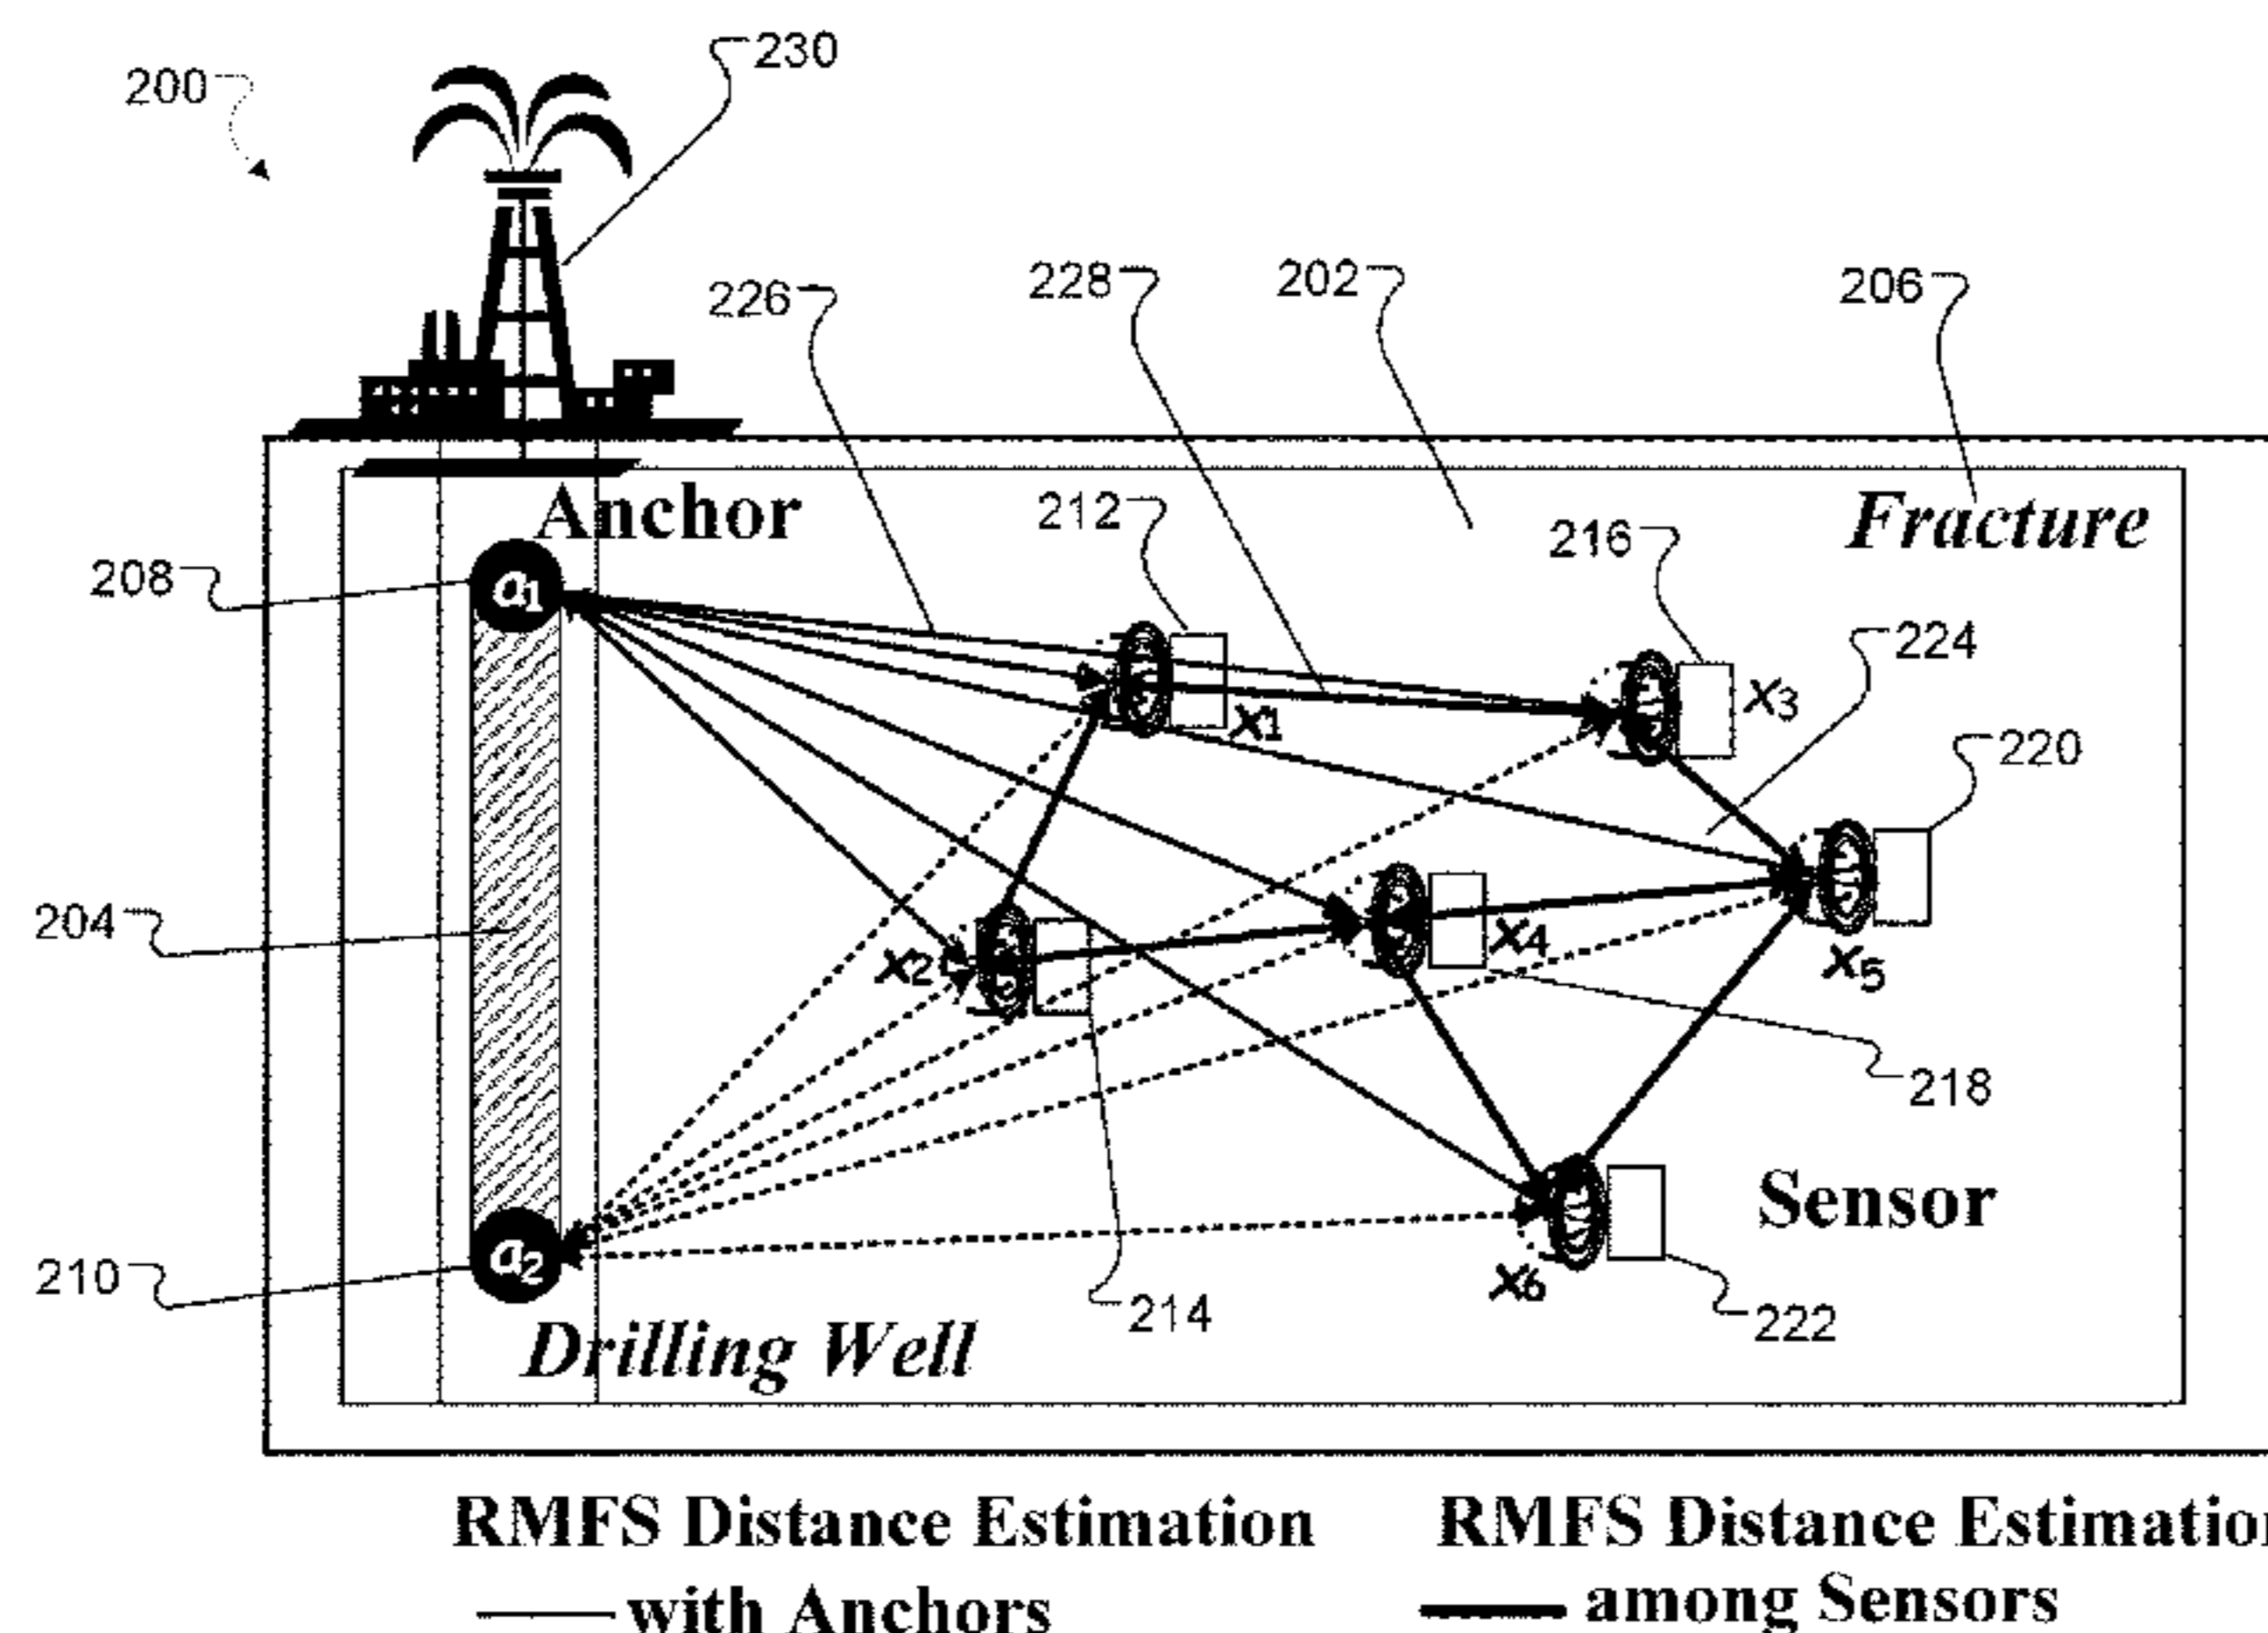 230
200
228
202
206
226
Anchor
212
216
Fracture
208
a1
224
x1
x3
220
204
x2
x4
x5
218
Sensor
210
a2
x6
214
222
Drilling Well
RMFS Distance Estimation
with Anchors
RMFS Distance Estimation
among Sensors